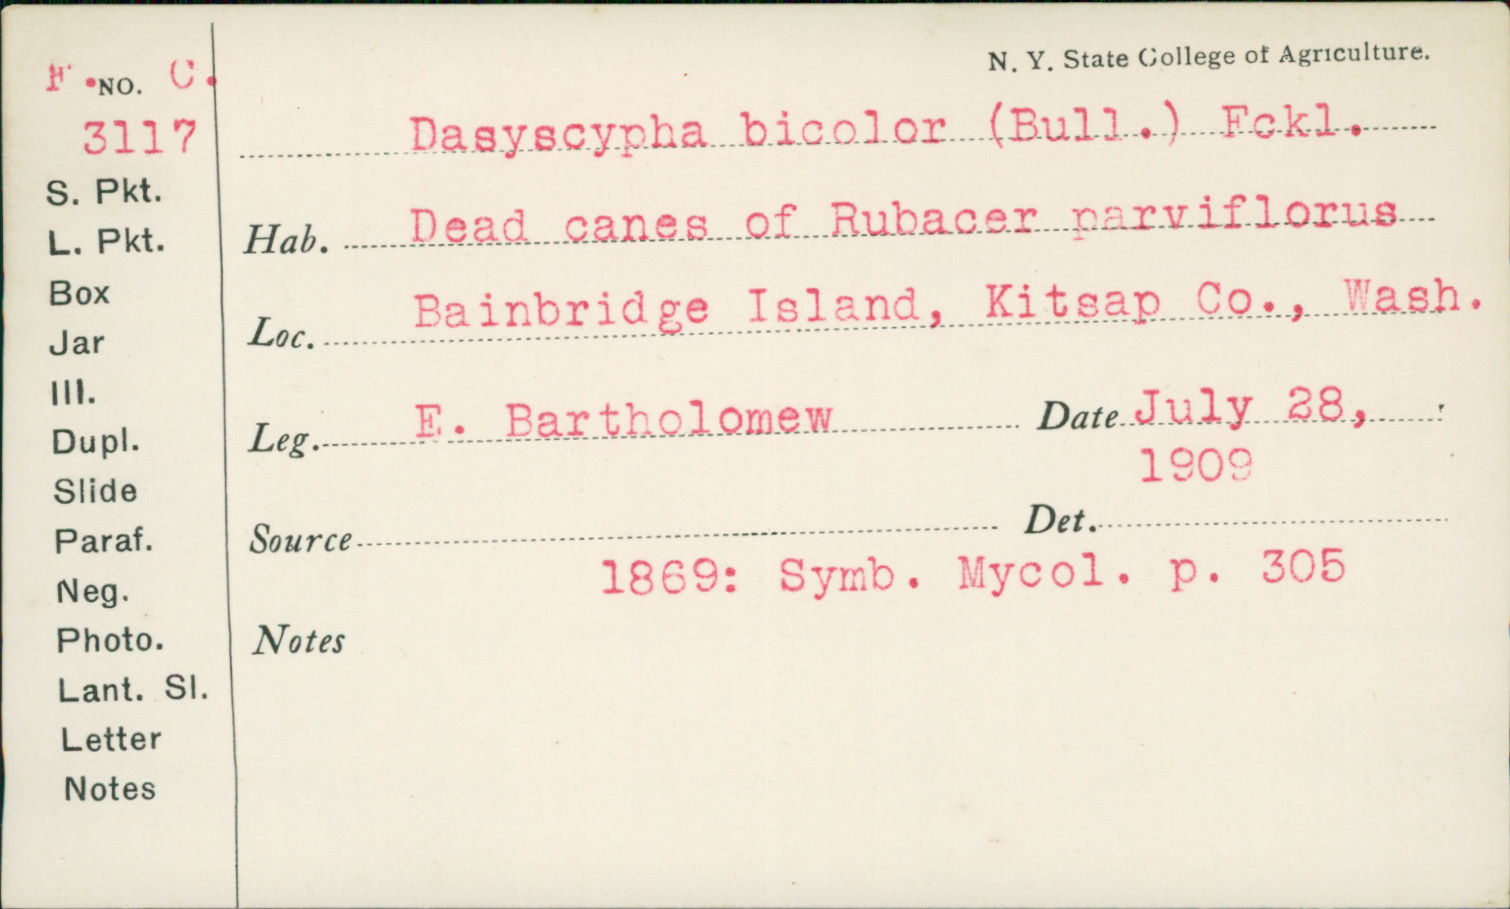 N. Y. State College of Agriculture.
F. NO. C.
3117
Dasyscypha bicolor (Bull.) Fckl.
S. Pkt.
L. Pkt.
Hab. Dead canes of Rubacer parviflorus
Box
Loc. Bainbridge Island, Kitsap Co., Wash.
Jar
Ill.
Leg. E. Bartholomew Date July 28,
1909
Dupl.
Slide
Source Det.
Paraf.
1869: Symb. Mycol. p. 305
Neg.
Photo.
Notes
Lant. Sl.
Letter
Notes